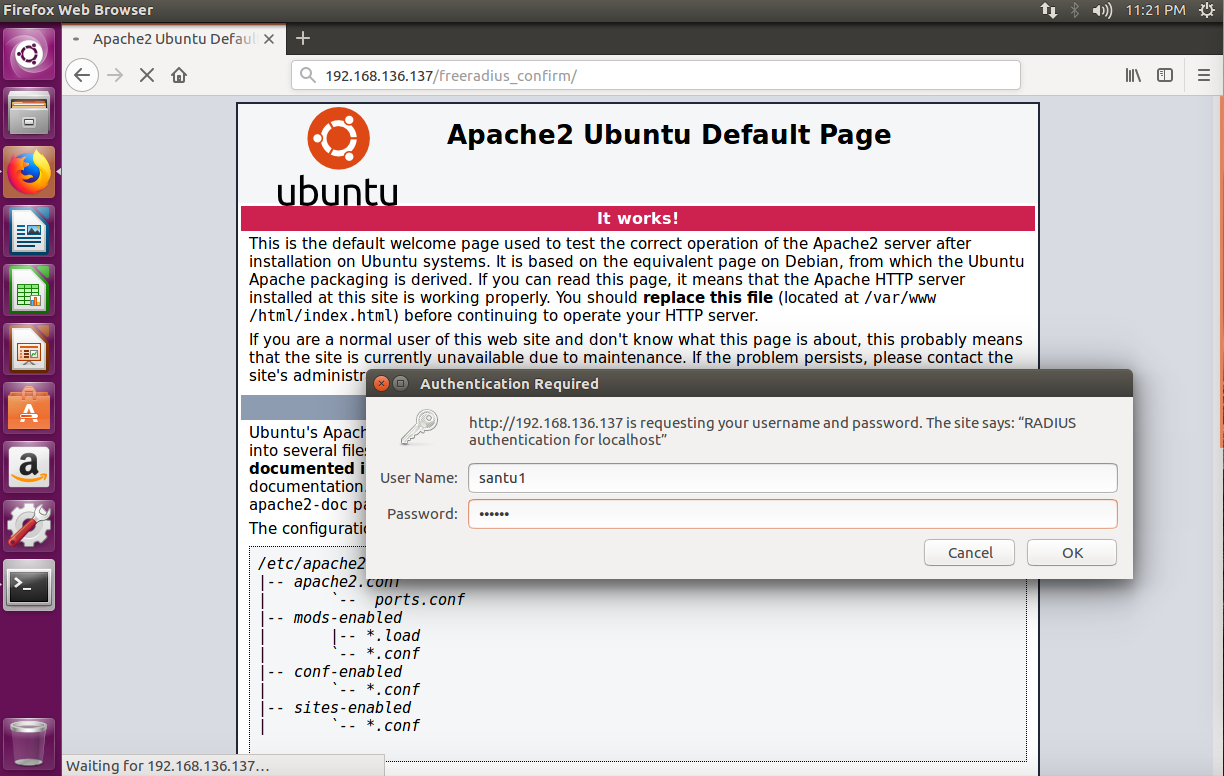 Firefox Web Browser
11:21 PM
Apache2 Ubuntu Defaul
192.168.136.137/freeradius_confirm/
Apache2 Ubuntu Default Page
ubuntu
It works!
This is the default welcome page used to test the correct operation of the Apache2 server after
installation on Ubuntu systems. It is based on the equivalent page on Debian, from which the Ubuntu
Apache packaging is derived. If you can read this page, it means that the Apache HTTP server
installed at this site is working properly. You should replace this file (located at /var/www
/html/index.html) before continuing to operate your HTTP server.
If you are a normal user of this web site and don't know what this page is about, this probably means
that the site is currently unavailable due to maintenance. If the problem persists, please contact the
site's administr
Authentication Required
http://192.168.136.137 is requesting your username and password. The site says: “RADIUS
authentication for localhost”
User Name: santu1
Password: ••••••
Cancel OK
Ubuntu's Apach
into several file
documented i
documentation
apache2-doc pa
The configurati
/etc/apache2
|-- apache2.conf
| `-- ports.conf
|-- mods-enabled
| |-- *.load
| `-- *.conf
|-- conf-enabled
| `-- *.conf
|-- sites-enabled
| `-- *.conf
Waiting for 192.168.136.137…